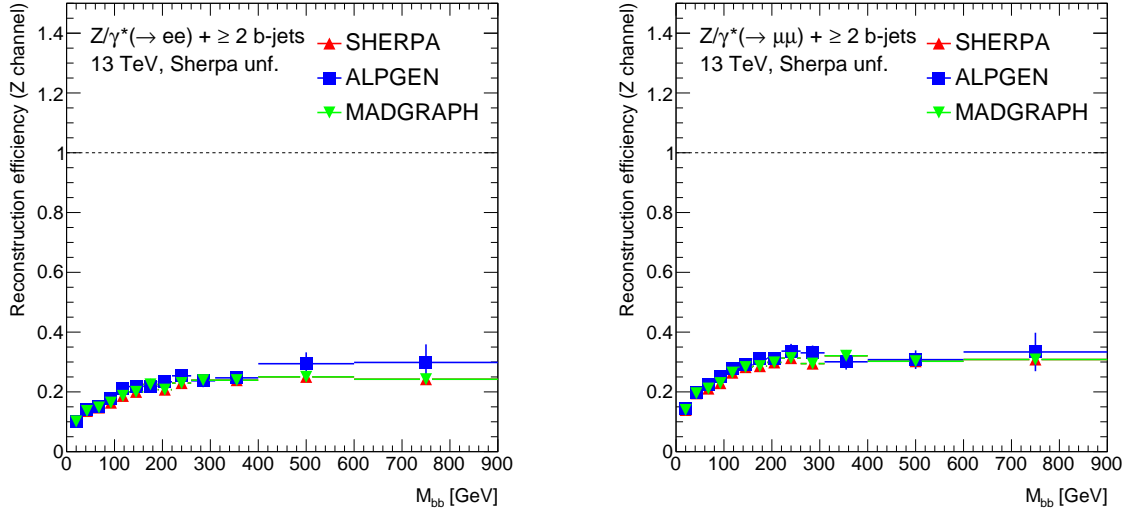 Reconstruction efficiency (Z channel)
1.4
1.2
1
0.8
0.6
0.4
0.2
0
Z/γ*(→ ee) + ≥ 2 b-jets
13 TeV, Sherpa unf.
SHERPA
ALPGEN
MADGRAPH
0 100 200 300 400 500 600 700 800 900
M_bb [GeV]
Reconstruction efficiency (Z channel)
1.4
1.2
1
0.8
0.6
0.4
0.2
0
Z/γ*(→ μμ) + ≥ 2 b-jets
13 TeV, Sherpa unf.
SHERPA
ALPGEN
MADGRAPH
0 100 200 300 400 500 600 700 800 900
M_bb [GeV]